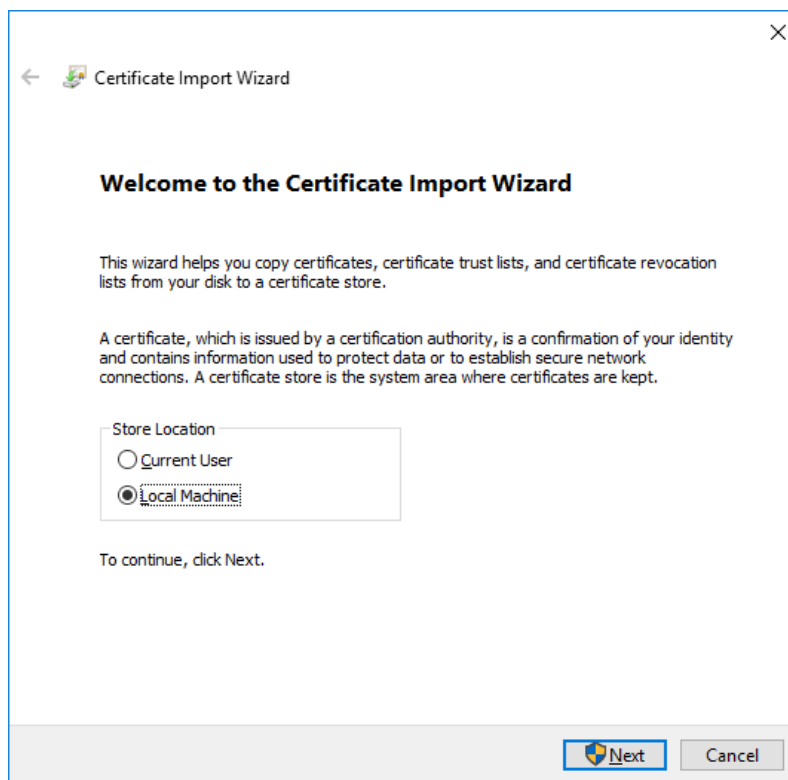 Certificate Import Wizard
Welcome to the Certificate Import Wizard
This wizard helps you copy certificates, certificate trust lists, and certificate revocation
lists from your disk to a certificate store.
A certificate, which is issued by a certification authority, is a confirmation of your identity
and contains information used to protect data or to establish secure network
connections. A certificate store is the system area where certificates are kept.
Store Location
Current User
Local Machine
To continue, click Next.
Next Cancel